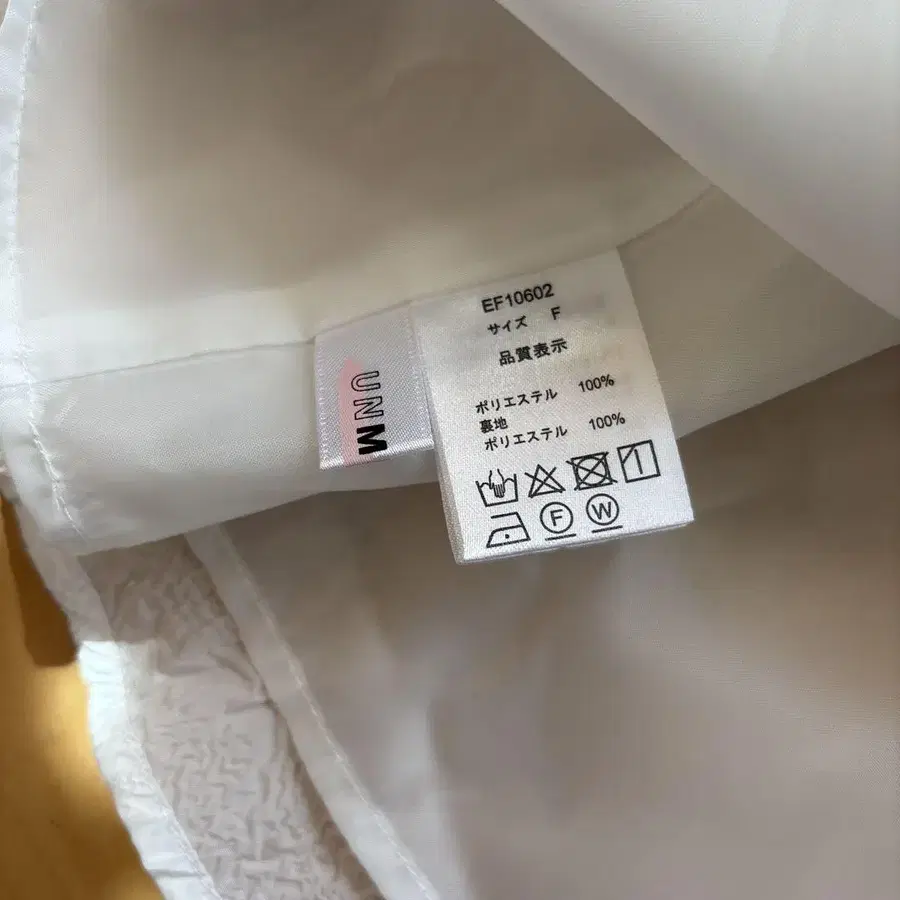 EF10602
サイズ F
品質表示
ポリエステル 100%
裏地
ポリエステル 100%
F W
UNM